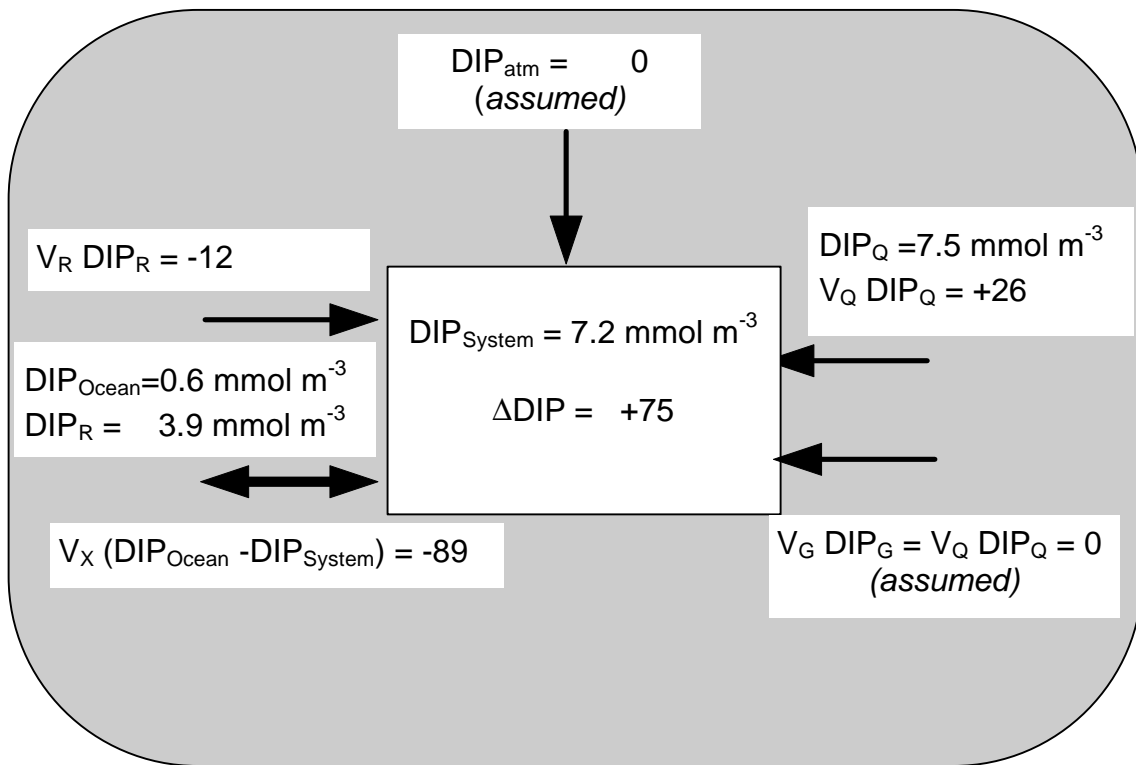 DIPatm = 0
(assumed)
VR DIPR = -12
DIPQ =7.5 mmol m-3
VQ DIPQ = +26
DIPSystem = 7.2 mmol m-3
ΔDIP = +75
DIPOcean=0.6 mmol m-3
DIPR = 3.9 mmol m-3
VX (DIPOcean -DIPSystem) = -89
VG DIPG = VQ DIPQ = 0
(assumed)